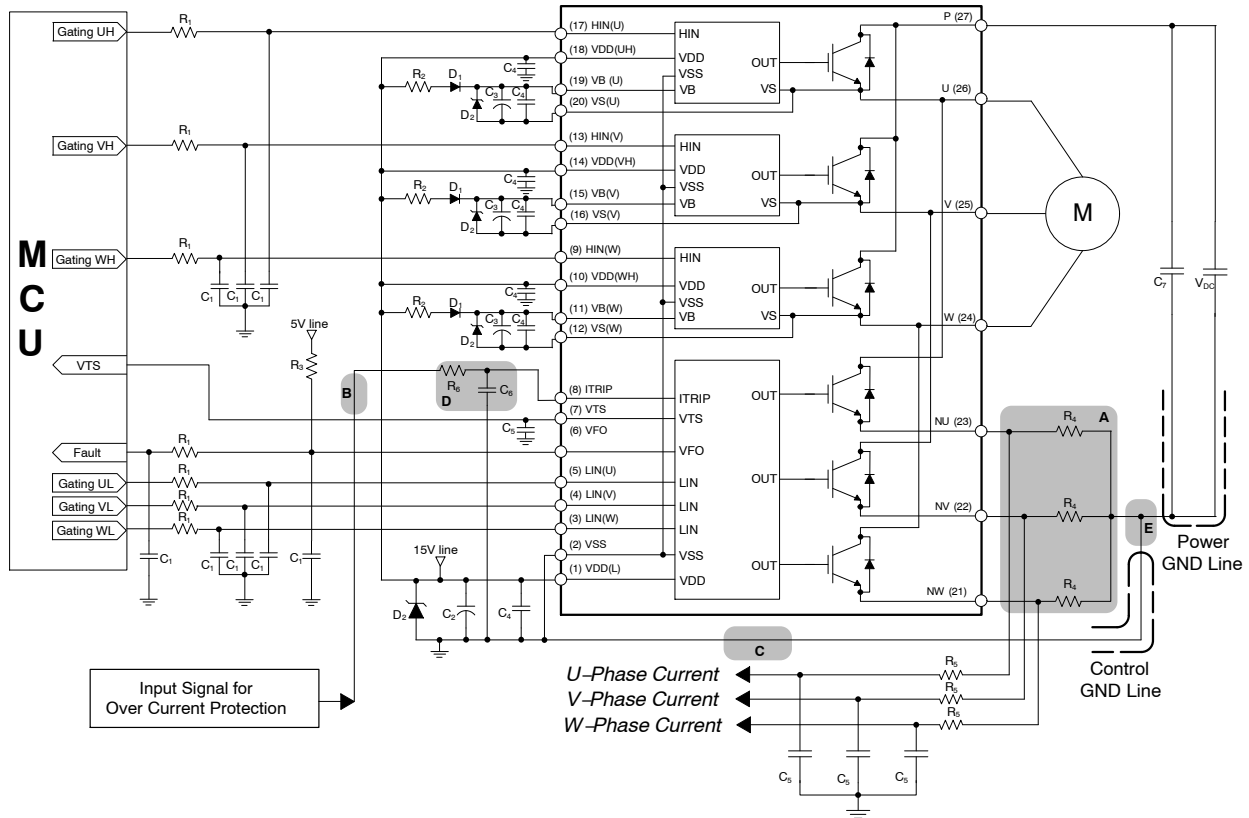 MCU
Gating UH
Gating VH
Gating WH
VTS
Fault
Gating UL
Gating VL
Gating WL
R1
R1
R1
R1
R1
R1
R1
C1
C1
C1
C1
C1
C1
C1
C1
5V line
R3
15V line
D2
C2
C4
R2
D1
D2
C3
C4
C4
R2
D1
D2
C3
C4
C4
R2
D1
D2
C3
C4
C4
B
R6
D
C6
C5
(17) HIN(U)
(18) VDD(UH)
(19) VB (U)
(20) VS(U)
(13) HIN(V)
(14) VDD(VH)
(15) VB(V)
(16) VS(V)
(9) HIN(W)
(10) VDD(WH)
(11) VB(W)
(12) VS(W)
(8) ITRIP
(7) VTS
(6) VFO
(5) LIN(U)
(4) LIN(V)
(3) LIN(W)
(2) VSS
(1) VDD(L)
HIN
VDD
VSS
VB
OUT
VS
HIN
VDD
VSS
VB
OUT
VS
HIN
VDD
VSS
VB
OUT
VS
ITRIP
VTS
VFO
LIN
LIN
LIN
VSS
VDD
OUT
OUT
OUT
P (27)
U (26)
V (25)
W (24)
NU (23)
NV (22)
NW (21)
M
C7
VDC
A
R4
R4
R4
E
Power
GND Line
Control
GND Line
C
Input Signal for
Over Current Protection
U–Phase Current
V–Phase Current
W–Phase Current
R5
R5
R5
C5
C5
C5